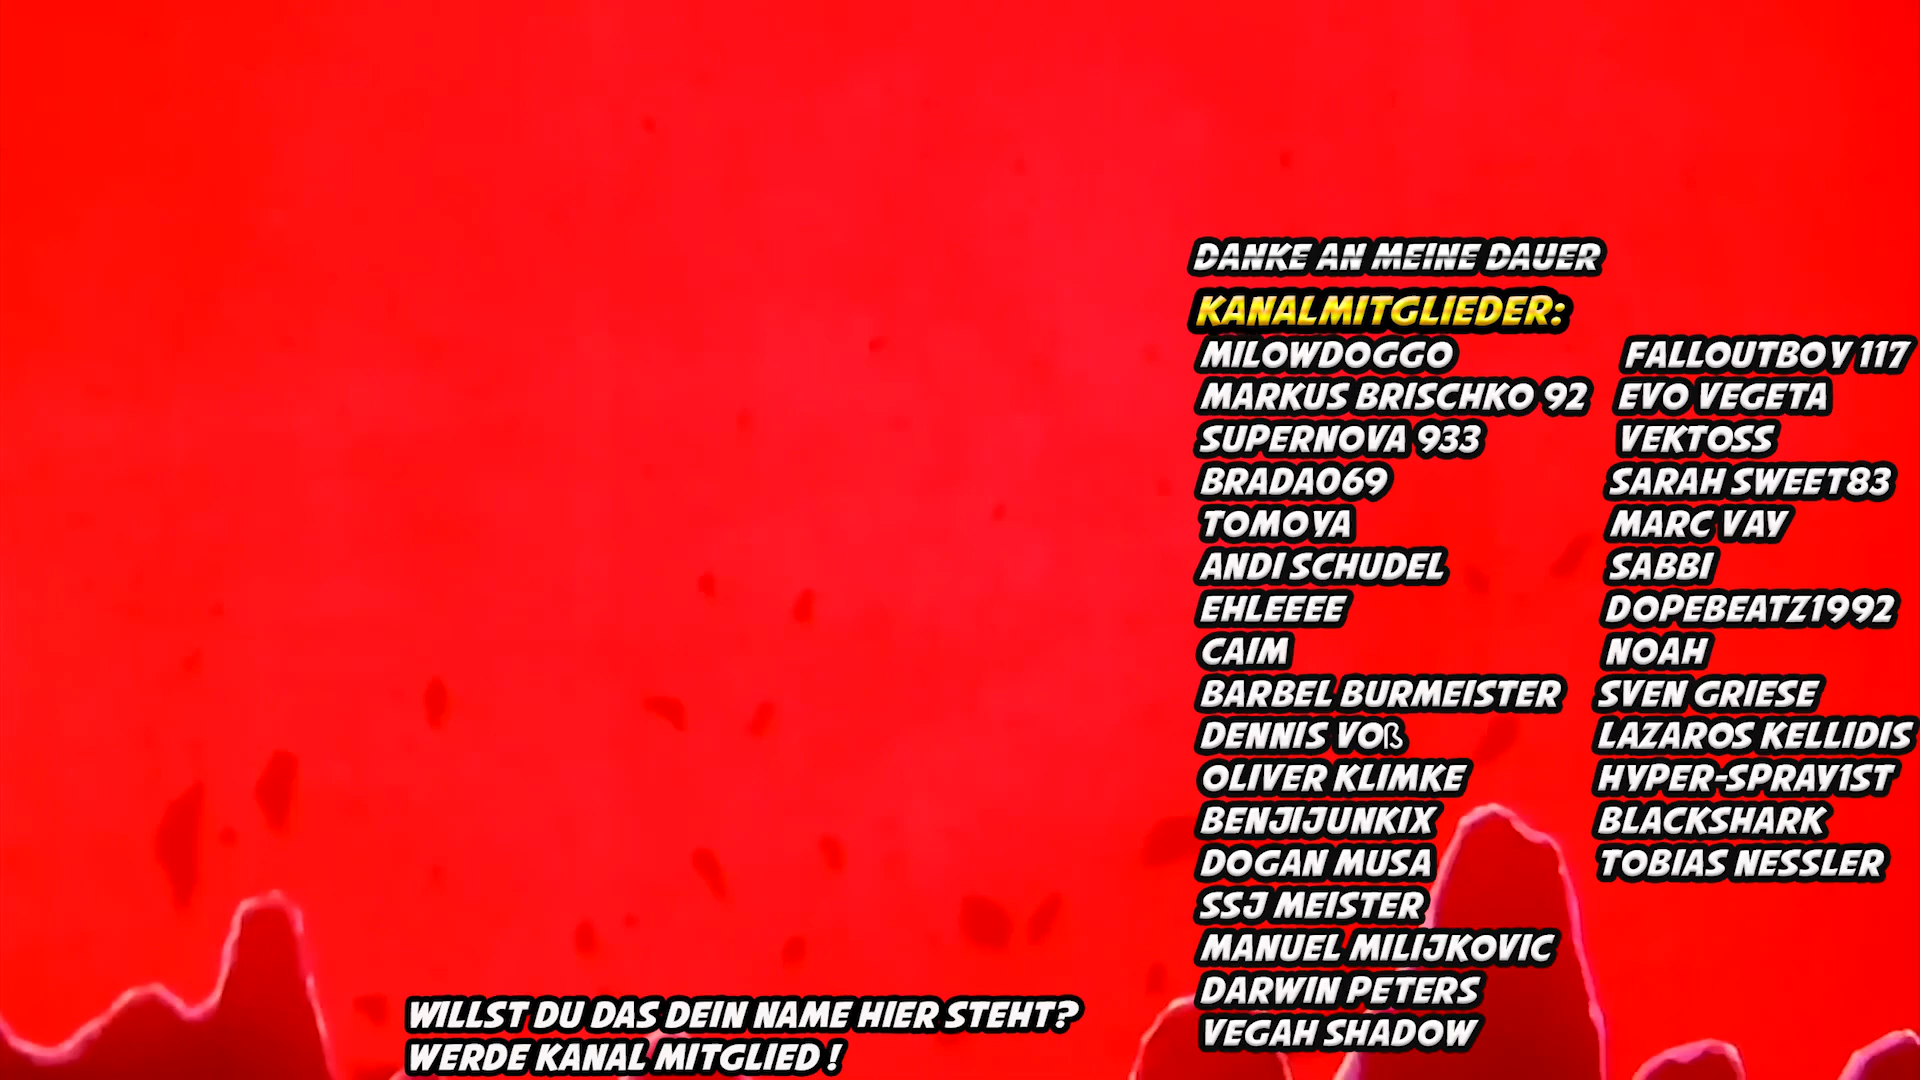 DANKE AN MEINE DAUER
KANALMITGLIEDER:
MILOWDOGGO
MARKUS BRISCHKO 92
SUPERNOVA 933
BRADA069
TOMOYA
ANDI SCHUDEL
EHLEEEE
CAIM
BARBEL BURMEISTER
DENNIS VOß
OLIVER KLIMKE
BENJIJUNKIX
DOGAN MUSA
SSJ MEISTER
MANUEL MILIJKOVIC
DARWIN PETERS
VEGAH SHADOW
FALLOUTBOY 117
EVO VEGETA
VEKTOSS
SARAH SWEET83
MARC VAY
SABBI
DOPEBEATZ1992
NOAH
SVEN GRIESE
LAZAROS KELLIDIS
HYPER-SPRAY1ST
BLACKSHARK
TOBIAS NESSLER
WILLST DU DAS DEIN NAME HIER STEHT?
WERDE KANAL MITGLIED !